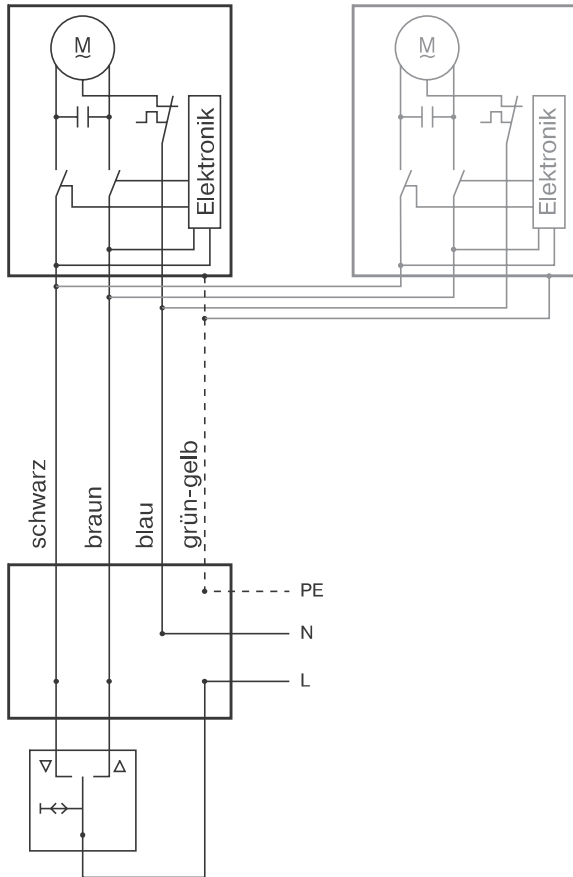 M
~
Elektronik
M
~
Elektronik
schwarz
braun
blau
grün-gelb
PE
N
L